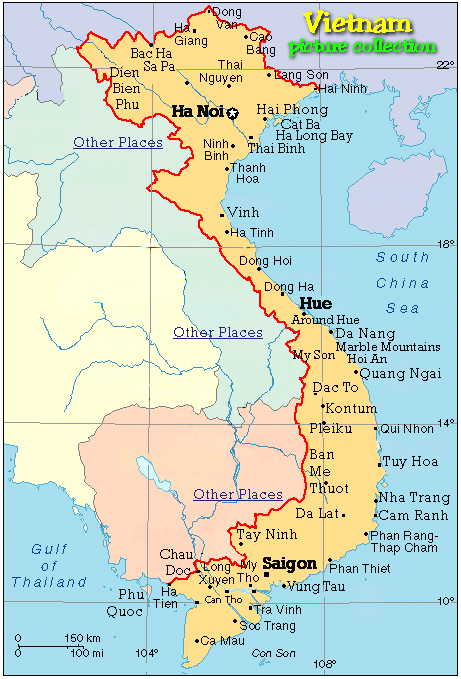 Vietnam
picture collection
Dong
Van
Ha
Giang
Cao
Bang
Bac Ha
Sa Pa
Thai
Nguyen
Lang Son
22°
Dien
Bien
Phu
Hai Ninh
Ha Noi
Hai Phong
Cat Ba
Ha Long Bay
Other Places
Ninh
Binh
Thai Binh
Thanh
Hoa
Vinh
Ha Tinh
18°
Dong Hoi
South
China
Sea
Dong Ha
Hue
Around Hue
Other Places
Da Nang
Marble Mountains
My Son
Hoi An
Quang Ngai
Dac To
Kontum
14°
Pleiku
Qui Nhon
Ban
Me
Thuot
Tuy Hoa
Other Places
Nha Trang
Da Lat
Cam Ranh
Tay Ninh
Phan Rang-
Thap Cham
Gulf
of
Thailand
Chau
Doc
Saigon
Long
Xuyen
My
Tho
Phan Thiet
Vung Tau
Phu
Quoc
Ha
Tien
Can Tho
10°
Tra Vinh
Soc Trang
0 150 km
0 100 mi
Ca Mau
Con Son
104°
108°